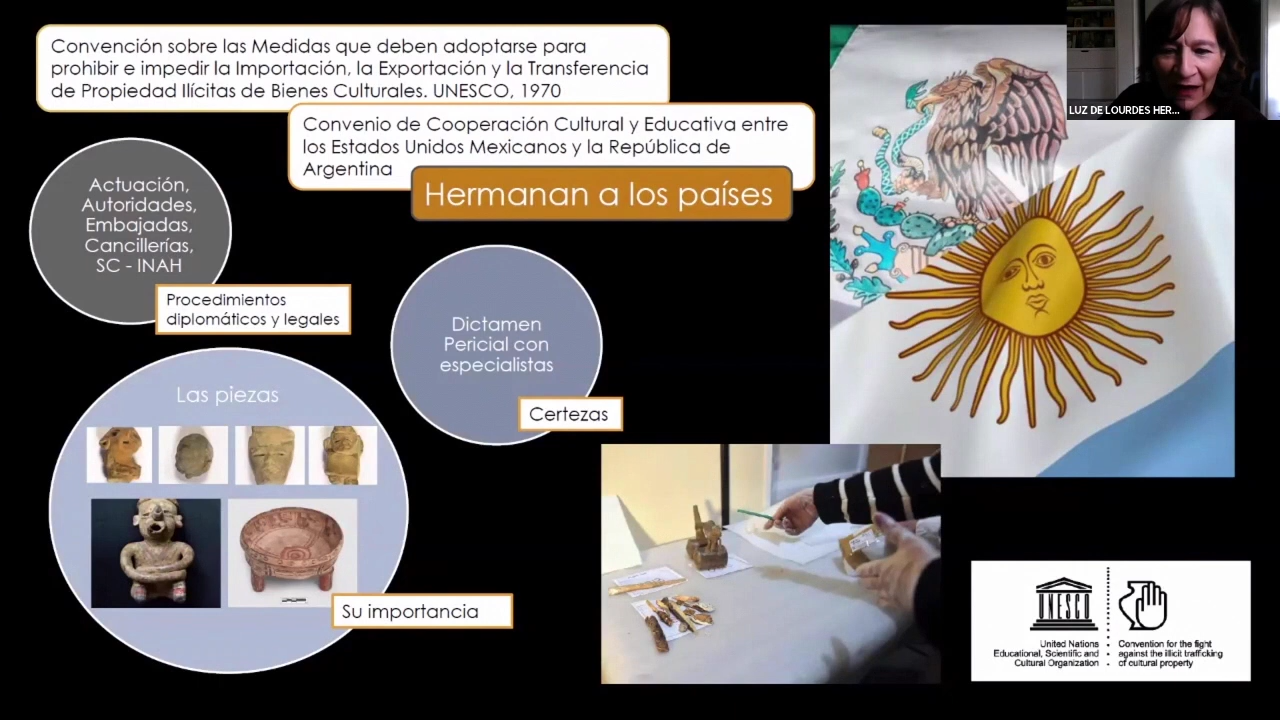 Convención sobre las Medidas que deben adoptarse para
prohibir e impedir la Importación, la Exportación y la Transferencia
de Propiedad Ilícitas de Bienes Culturales. UNESCO, 1970
Convenio de Cooperación Cultural y Educativa entre
los Estados Unidos Mexicanos y la República de
Argentina
Hermanan a los países
LUZ DE LOURDES HER...
Actuación,
Autoridades,
Embajadas,
Cancillerías,
SC - INAH
Procedimientos
diplomáticos y legales
Dictamen
Pericial con
especialistas
Certezas
Las piezas
Su importancia
UNESCO
United Nations
Educational, Scientific and
Cultural Organization
Convention for the fight
against the illicit trafficking
of cultural property